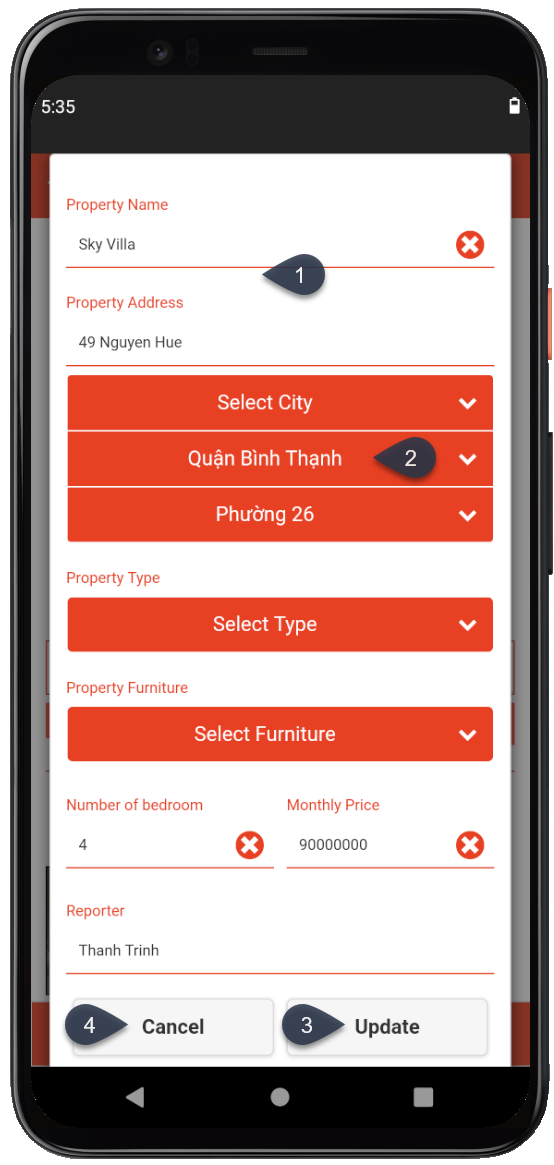 5:35
Property Name
Sky Villa
1
Property Address
49 Nguyen Hue
Select City
Quận Bình Thạnh
2
Phường 26
Property Type
Select Type
Property Furniture
Select Furniture
Number of bedroom Monthly Price
4 90000000
Reporter
Thanh Trinh
4 Cancel 3 Update